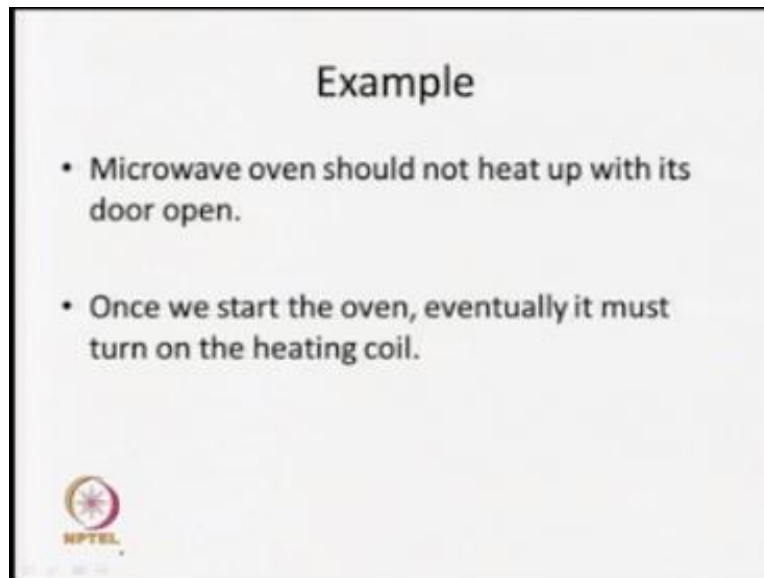 Example
• Microwave oven should not heat up with its
door open.
• Once we start the oven, eventually it must
turn on the heating coil.
NPTEL